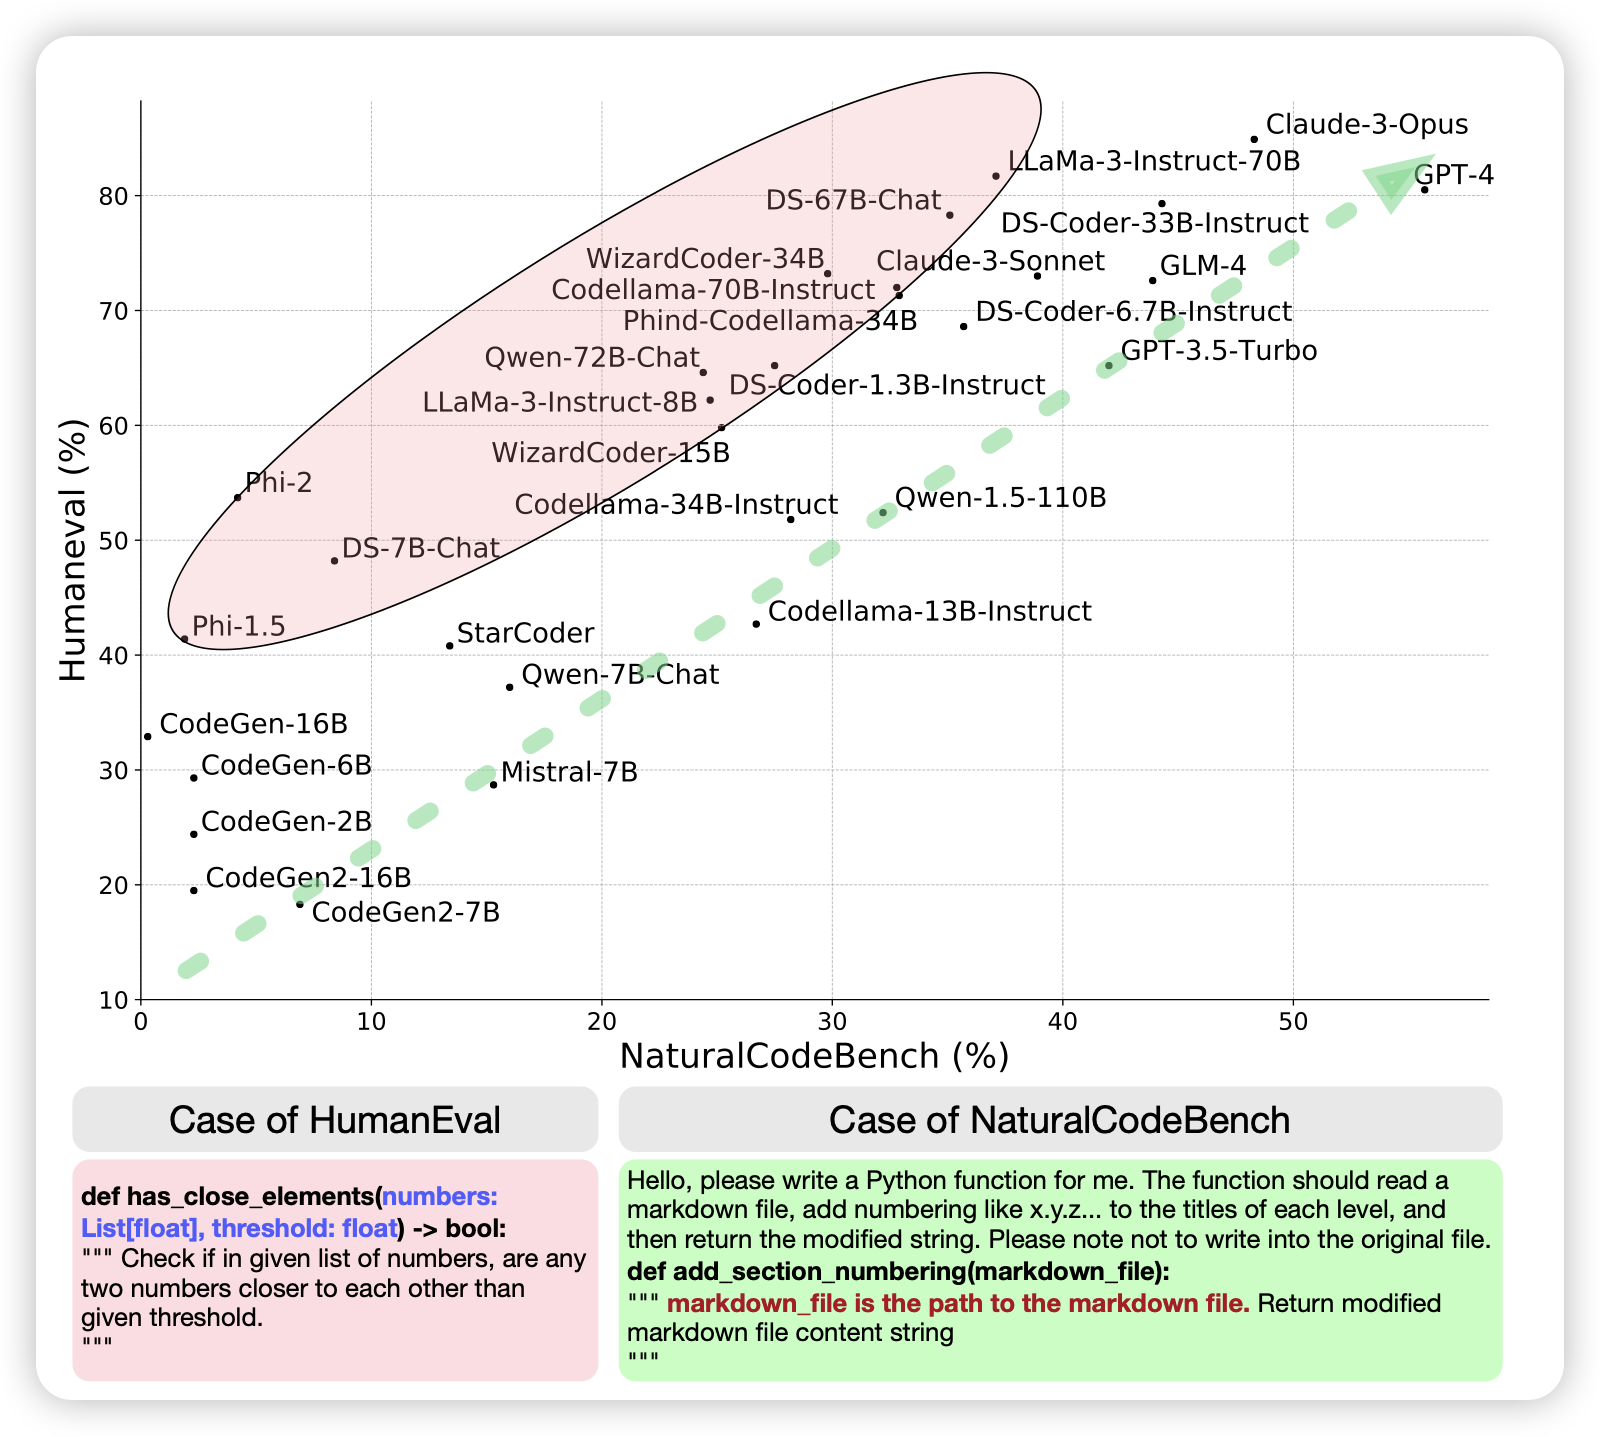 Claude-3-Opus
LLaMa-3-Instruct-70B
GPT-4
80
DS-67B-Chat
DS-Coder-33B-Instruct
WizardCoder-34B
Claude-3-Sonnet
GLM-4
Codellama-70B-Instruct
70
Phind-Codellama-34B
DS-Coder-6.7B-Instruct
Qwen-72B-Chat
GPT-3.5-Turbo
DS-Coder-1.3B-Instruct
LLaMa-3-Instruct-8B
60
WizardCoder-15B
Phi-2
Codellama-34B-Instruct
Qwen-1.5-110B
50
DS-7B-Chat
Humaneval (%)
Phi-1.5
StarCoder
Codellama-13B-Instruct
40
Qwen-7B-Chat
CodeGen-16B
30
CodeGen-6B
Mistral-7B
CodeGen-2B
20
CodeGen2-16B
CodeGen2-7B
10
0 10 20 30 40 50
NaturalCodeBench (%)
Case of HumanEval
def has_close_elements(numbers:
List[float], threshold: float) -> bool:
""" Check if in given list of numbers, are any
two numbers closer to each other than
given threshold.
"""
Case of NaturalCodeBench
Hello, please write a Python function for me. The function should read a
markdown file, add numbering like x.y.z... to the titles of each level, and
then return the modified string. Please note not to write into the original file.
def add_section_numbering(markdown_file):
""" markdown_file is the path to the markdown file. Return modified
markdown file content string
"""